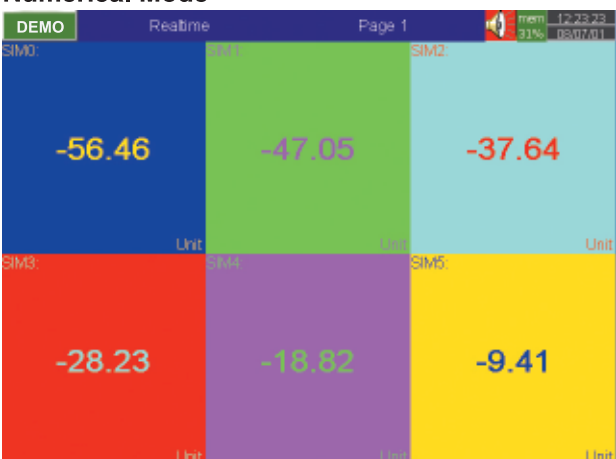 Numerical Mode
DEMO Realtime Page 1 mem 12:23:23
31% 08/07/01
SIM0: SIM1: SIM2:
-56.46 -47.05 -37.64
Unit Unit Unit
SIM3: SIM4: SIM5:
-28.23 -18.82 -9.41
Unit Unit Unit